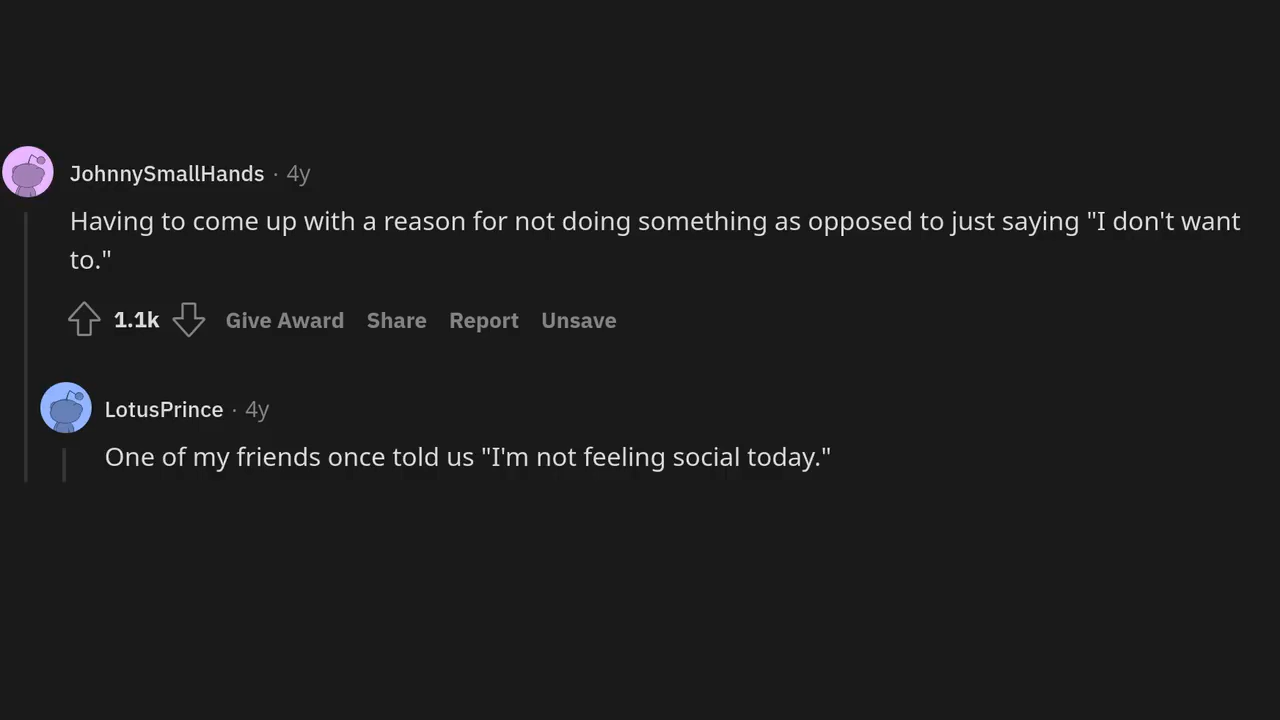 JohnnySmallHands · 4y
Having to come up with a reason for not doing something as opposed to just saying "I don't want
to."
1.1k Give Award Share Report Unsave
LotusPrince · 4y
One of my friends once told us "I'm not feeling social today."